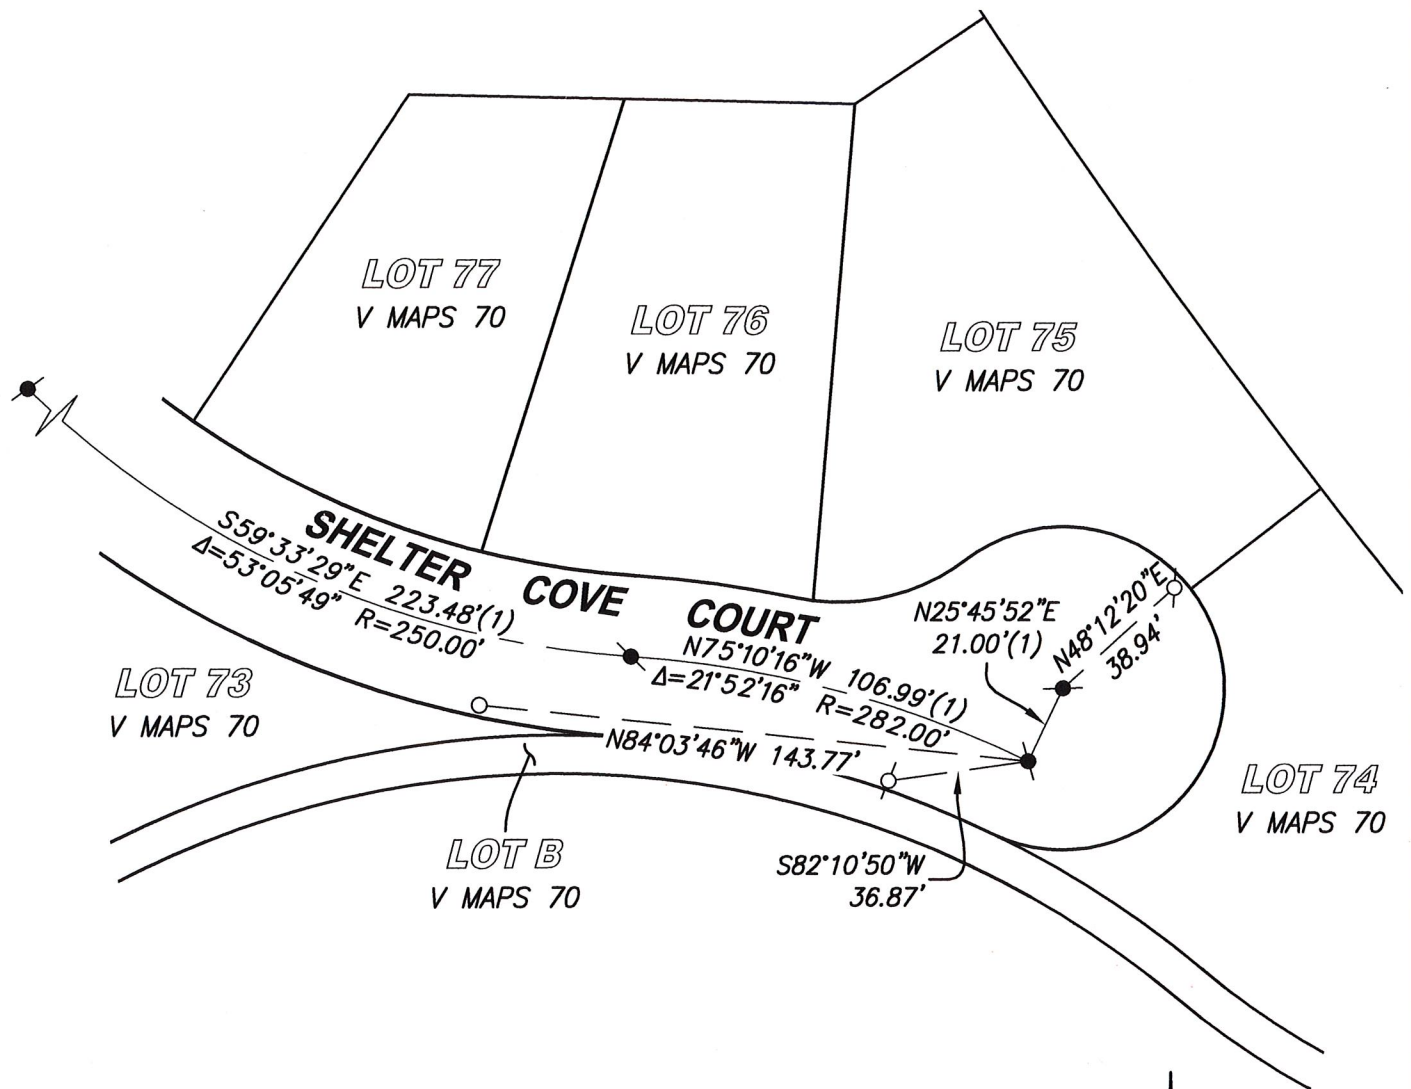 LOT 77
V MAPS 70
LOT 76
V MAPS 70
LOT 75
V MAPS 70
SHELTER COVE COURT
S59°33'29"E 223.48'(1)
Δ=53°05'49" R=250.00'
N75°10'16"W 106.99'(1)
Δ=21°52'16" R=282.00'
N25°45'52"E
21.00'(1)
N48°12'20"E
38.94'
LOT 73
V MAPS 70
N84°03'46"W 143.77'
LOT 74
V MAPS 70
LOT B
V MAPS 70
S82°10'50"W
36.87'